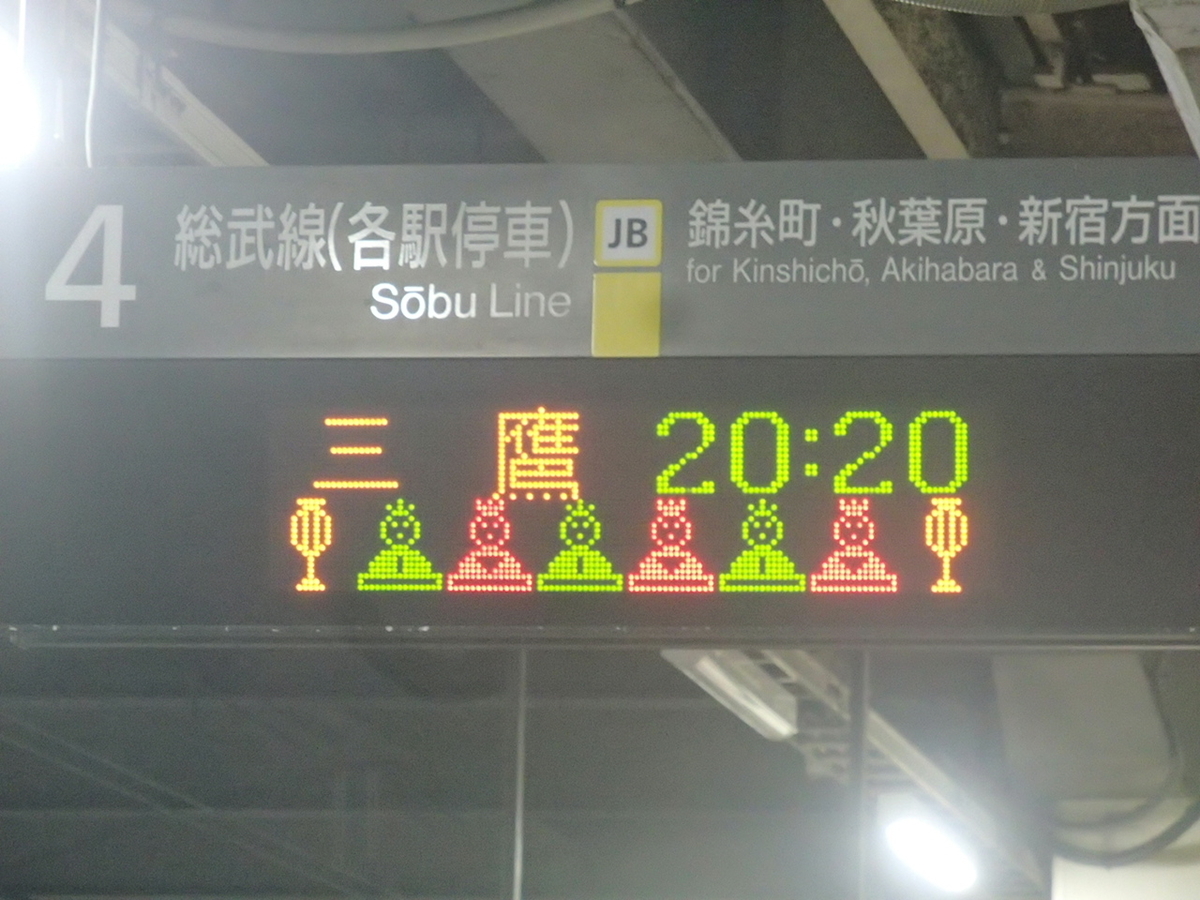 4 総武線(各駅停車) JB 錦糸町・秋葉原・新宿方面
Sōbu Line for Kinshichō, Akihabara & Shinjuku
三鷹 20:20